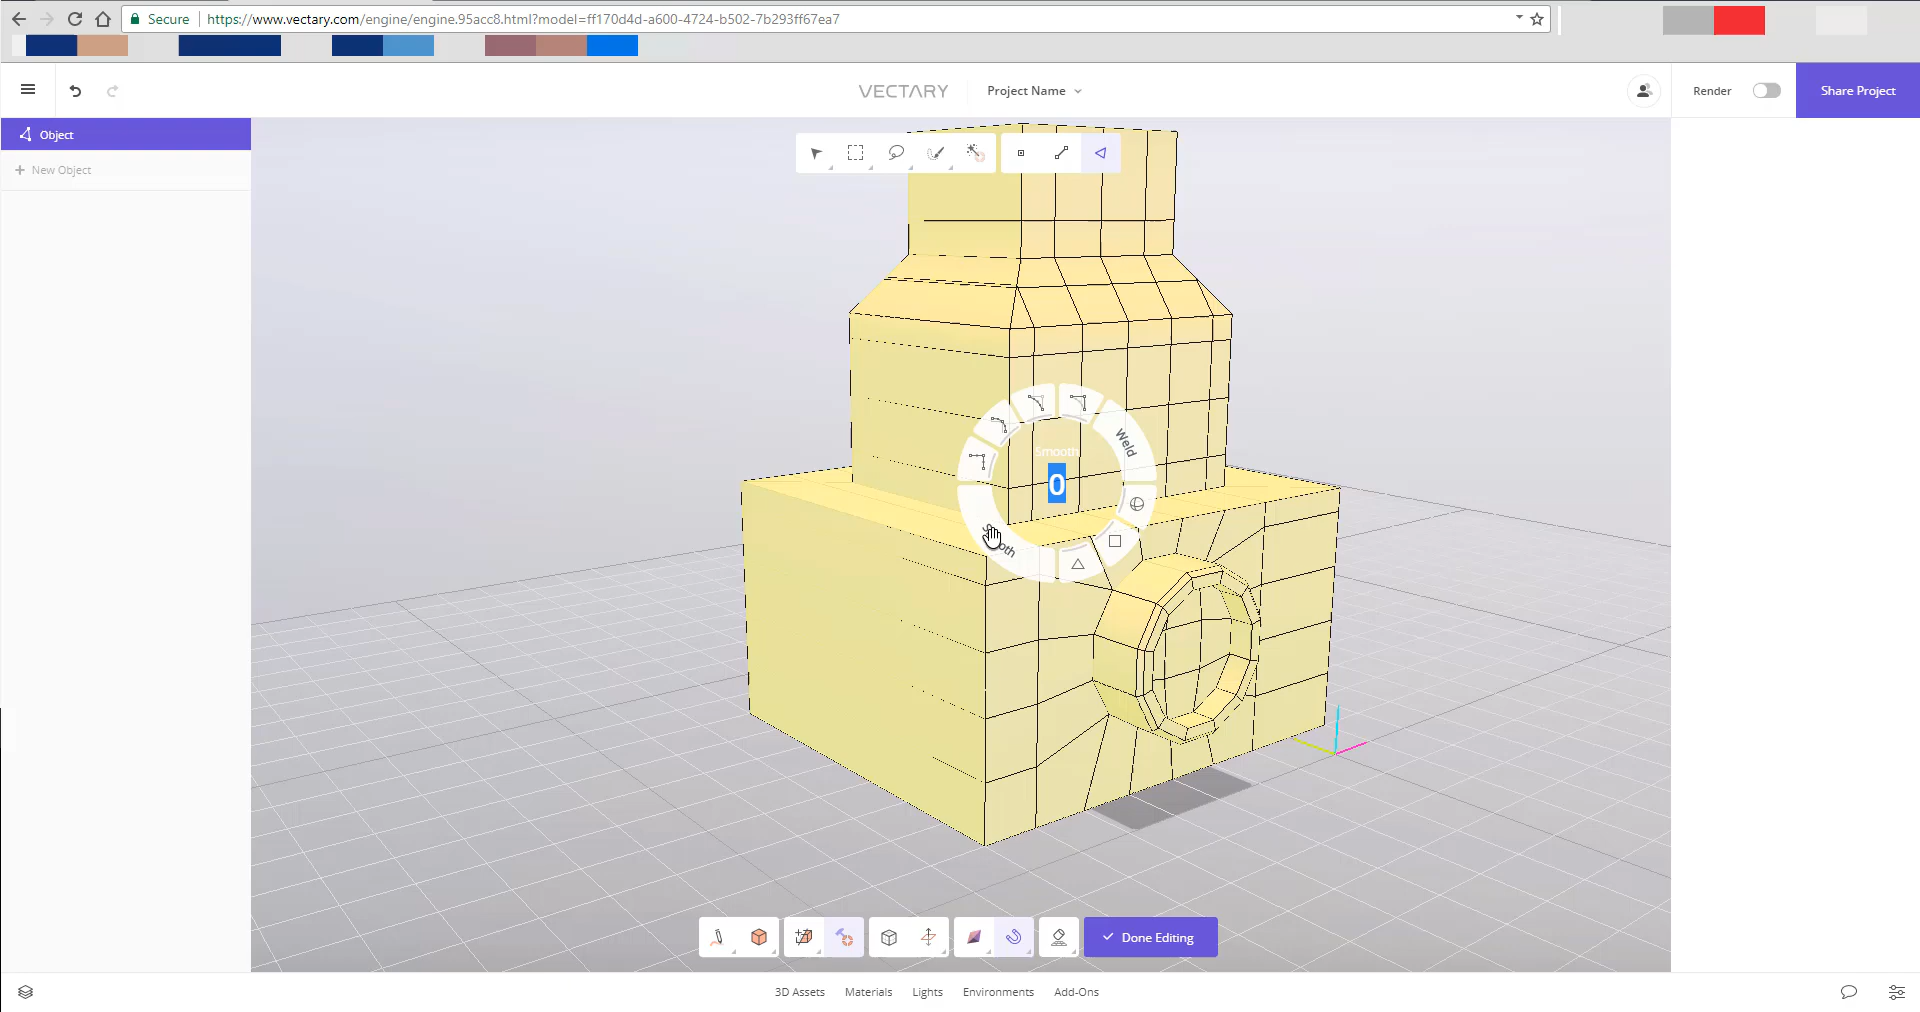 Secure https://www.vectary.com/engine/engine.95acc8.html?model=ff170d4d-a600-4724-b502-7b293ff67ea7
VECTARY Project Name Render Share Project
Object
New Object
Weld
Smooth
0
Smooth
Done Editing
3D Assets Materials Lights Environments Add-Ons